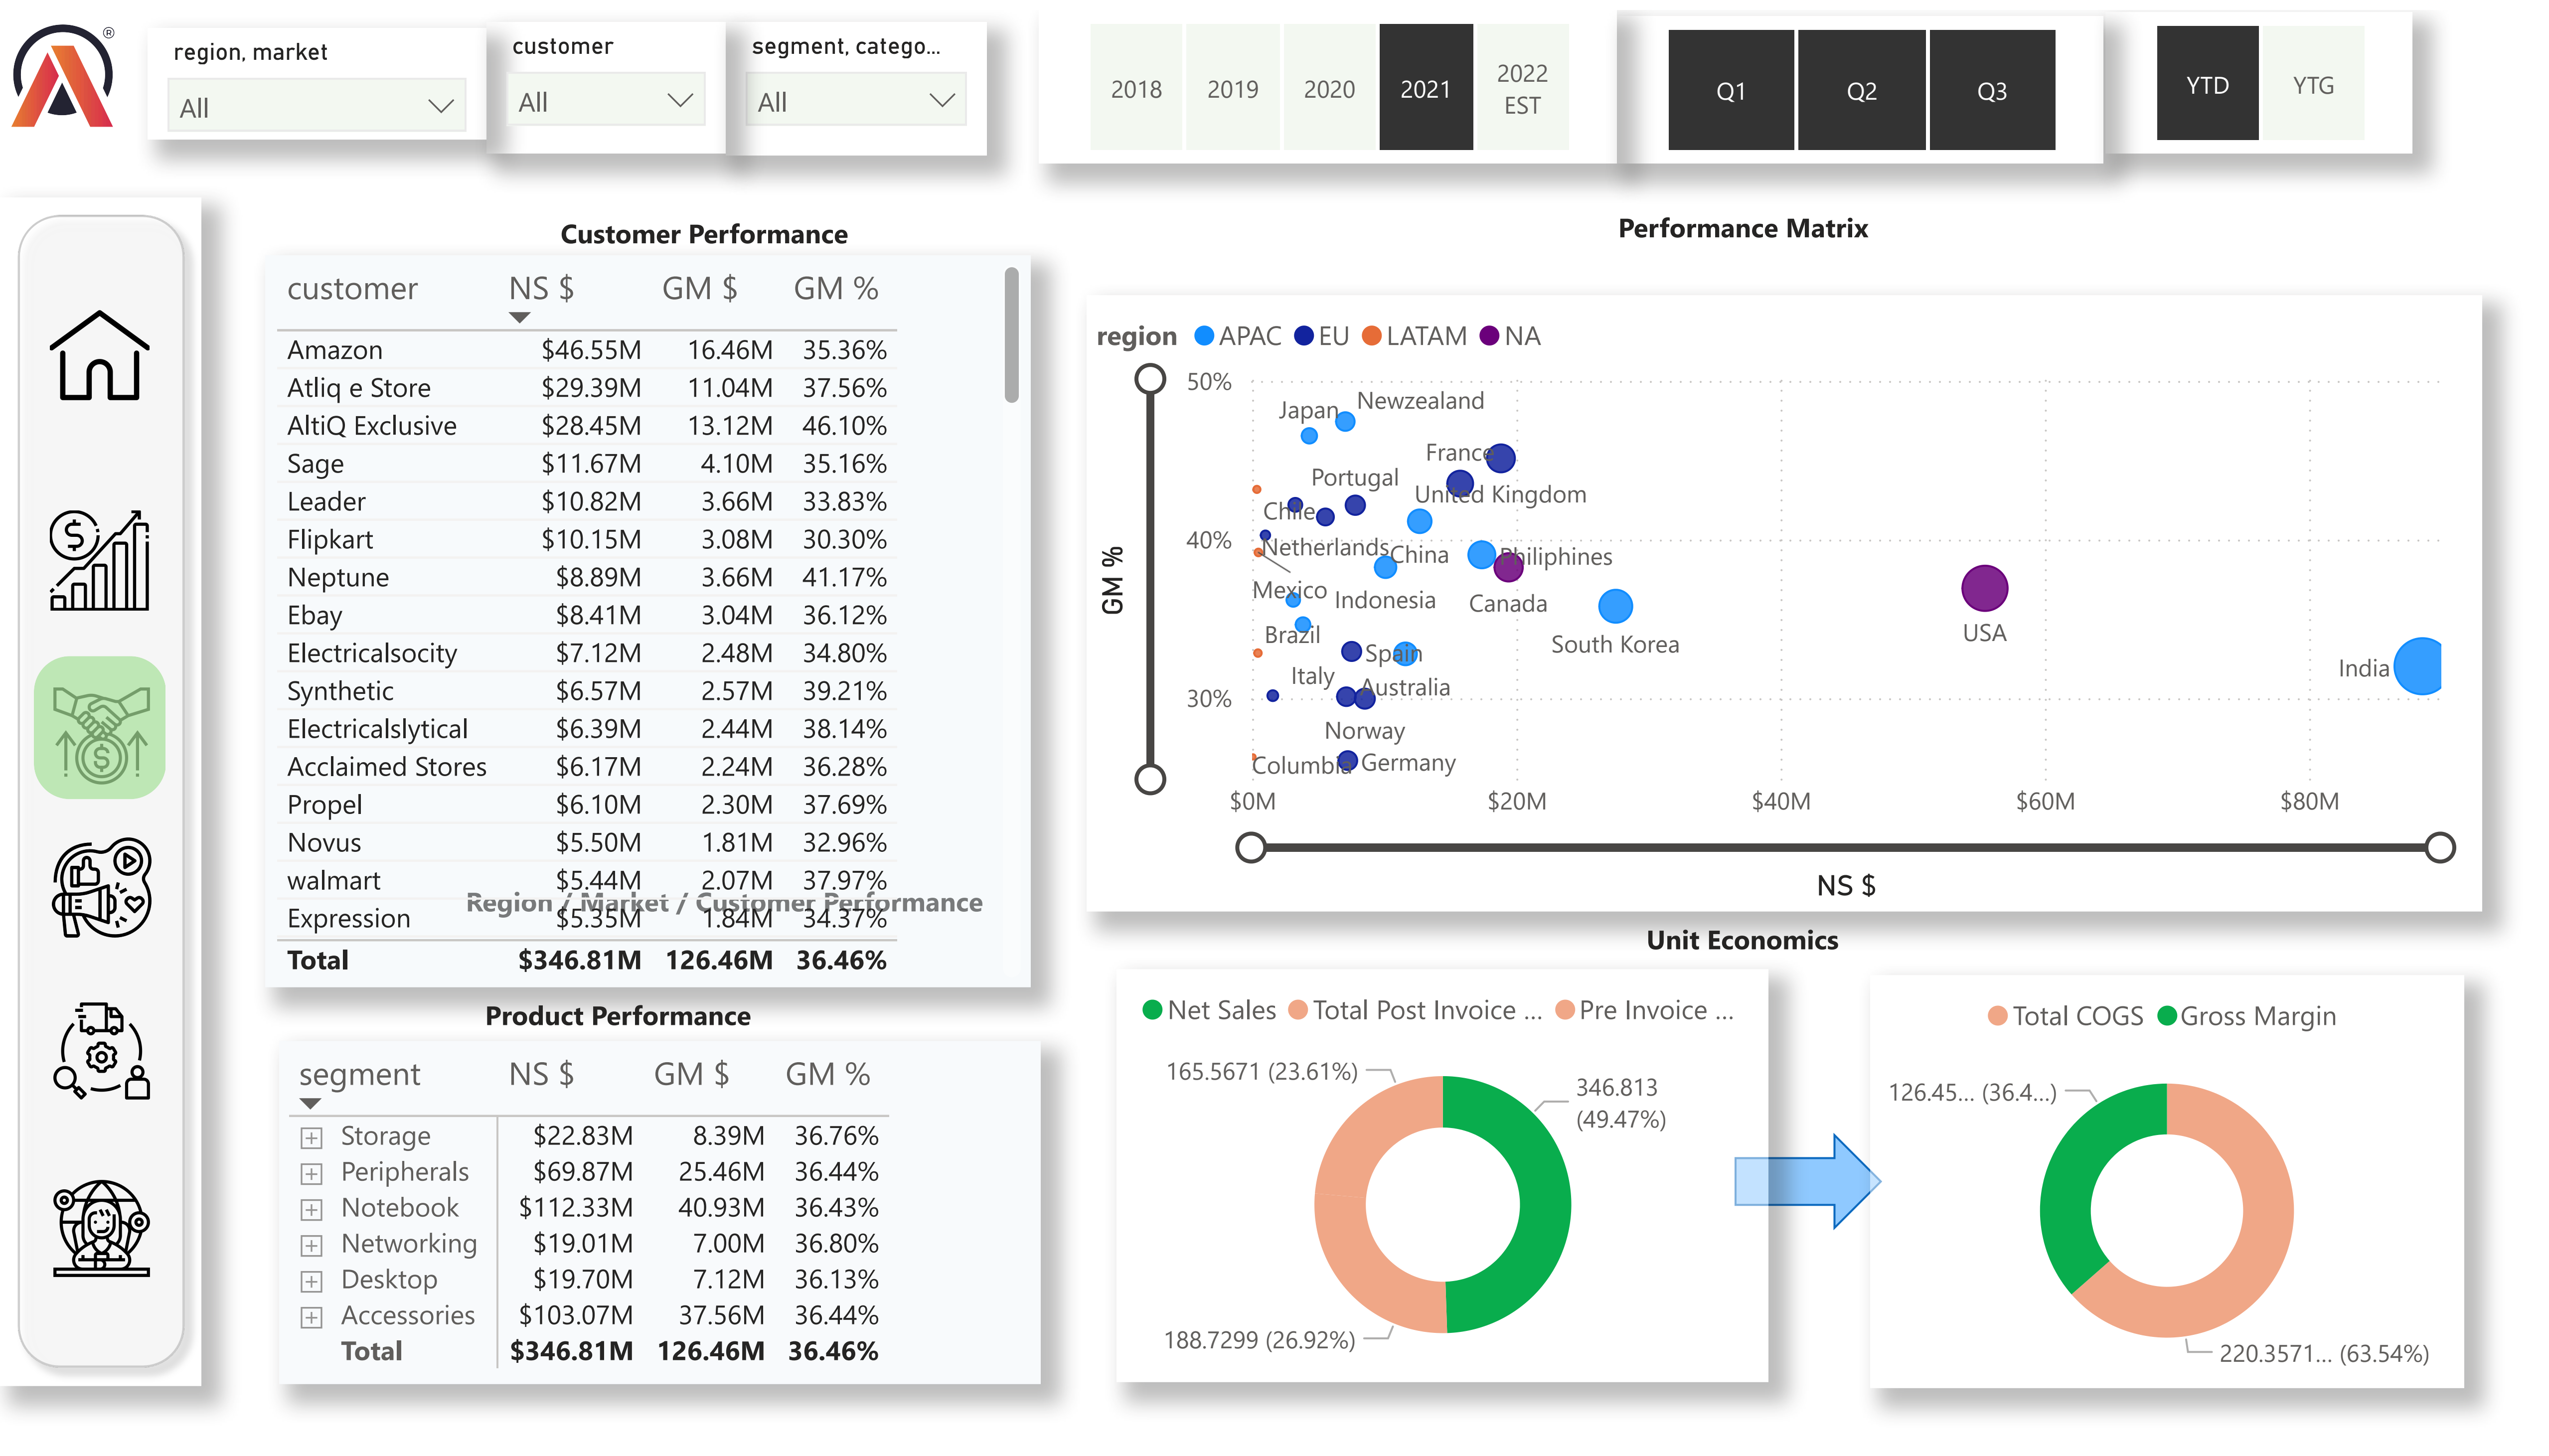 ®
region, market
All
customer
All
segment, catego...
All
2018 2019 2020 2021 2022 EST
Q1 Q2 Q3
YTD YTG
Customer Performance
customer NS $ GM $ GM %
Amazon $46.55M 16.46M 35.36%
Atliq e Store $29.39M 11.04M 37.56%
AltiQ Exclusive $28.45M 13.12M 46.10%
Sage $11.67M 4.10M 35.16%
Leader $10.82M 3.66M 33.83%
Flipkart $10.15M 3.08M 30.30%
Neptune $8.89M 3.66M 41.17%
Ebay $8.41M 3.04M 36.12%
Electricalsocity $7.12M 2.48M 34.80%
Synthetic $6.57M 2.57M 39.21%
Electricalslytical $6.39M 2.44M 38.14%
Acclaimed Stores $6.17M 2.24M 36.28%
Propel $6.10M 2.30M 37.69%
Novus $5.50M 1.81M 32.96%
walmart $5.44M 2.07M 37.97%
Region / Market / Customer Performance
Expression $5.35M 1.84M 34.37%
Total $346.81M 126.46M 36.46%
Product Performance
segment NS $ GM $ GM %
Storage $22.83M 8.39M 36.76%
Peripherals $69.87M 25.46M 36.44%
Notebook $112.33M 40.93M 36.43%
Networking $19.01M 7.00M 36.80%
Desktop $19.70M 7.12M 36.13%
Accessories $103.07M 37.56M 36.44%
Total $346.81M 126.46M 36.46%
Performance Matrix
region APAC EU LATAM NA
50%
40%
30%
GM %
Japan
Newzealand
France
Portugal
United Kingdom
Chile
Netherlands
China
Philiphines
Mexico
Indonesia
Canada
Brazil
South Korea
USA
Spain
India
Italy
Australia
Norway
Columbia
Germany
$0M $20M $40M $60M $80M
NS $
Unit Economics
Net Sales Total Post Invoice ... Pre Invoice ...
165.5671 (23.61%)
346.813
(49.47%)
188.7299 (26.92%)
Total COGS Gross Margin
126.45... (36.4...)
220.3571... (63.54%)